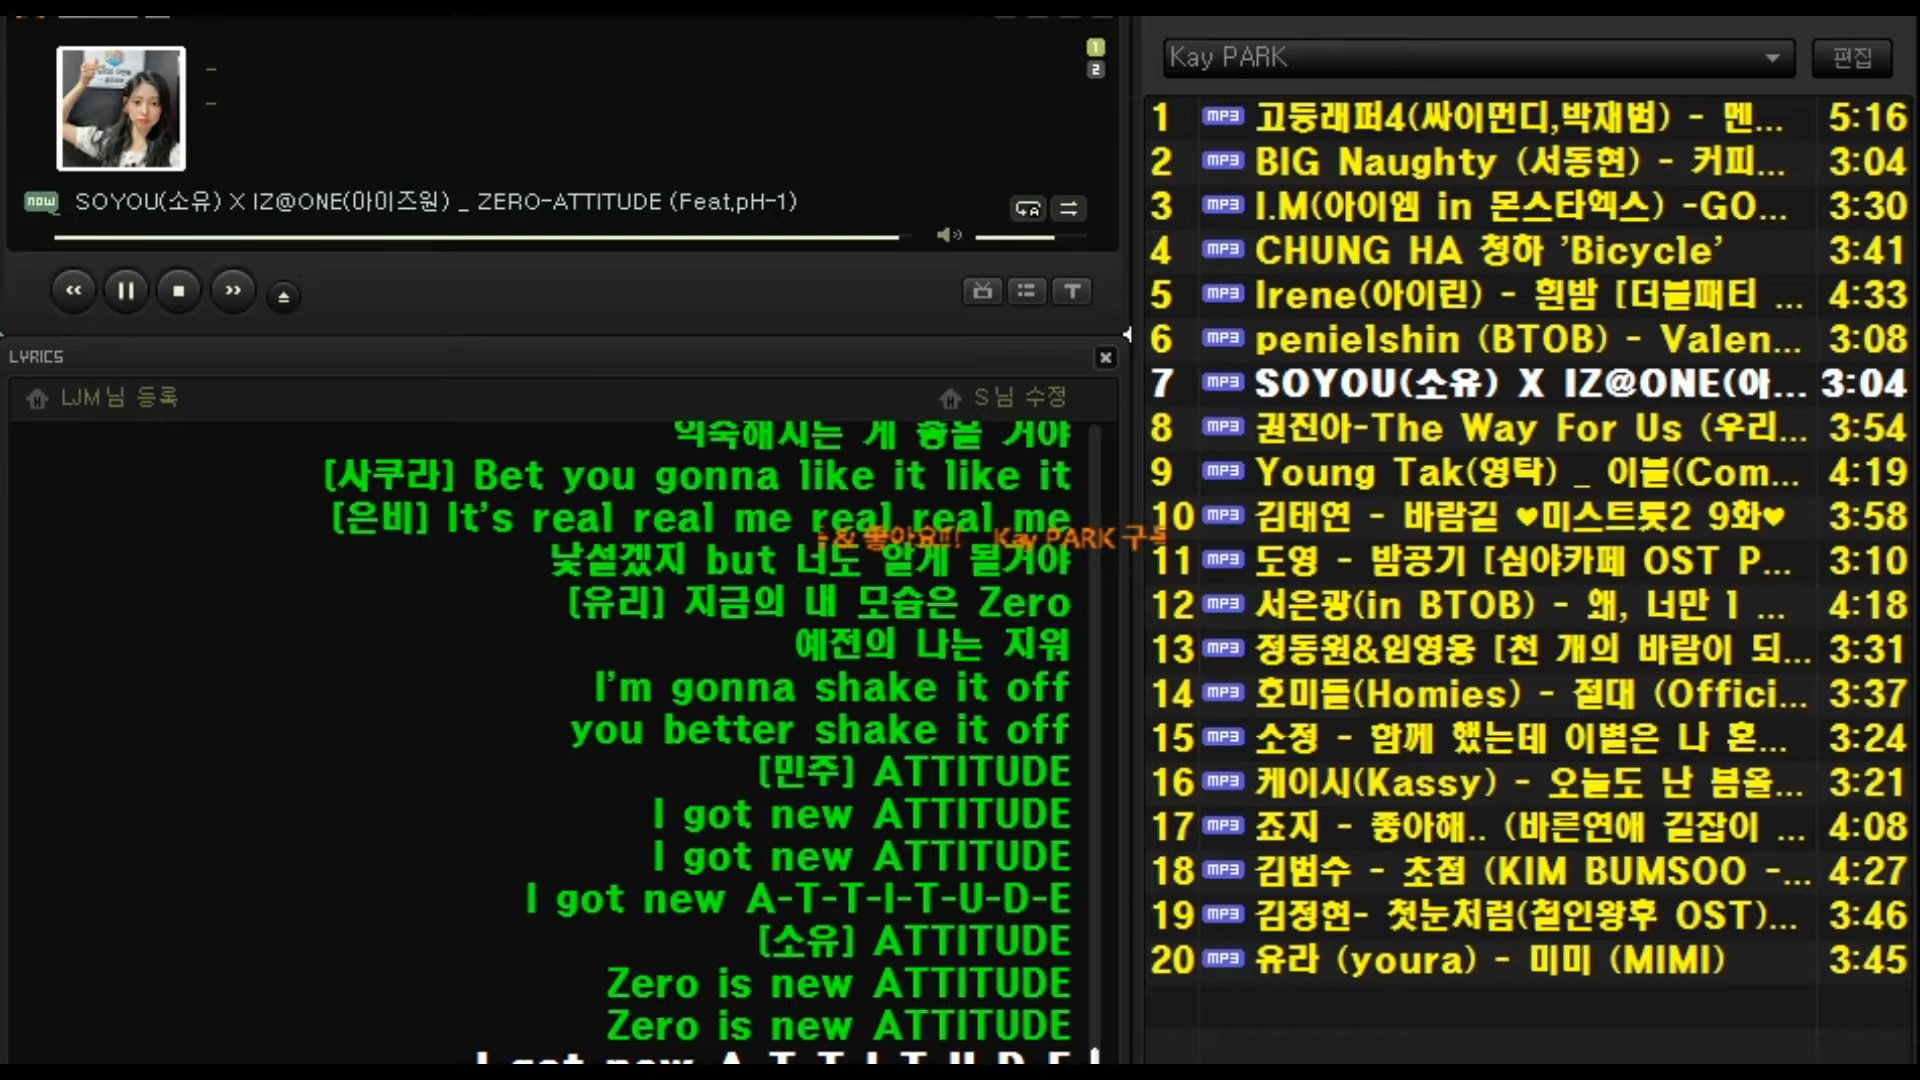 1
2
now SOYOU(소유) X IZ@ONE(아이즈원) _ ZERO-ATTITUDE (Feat,pH-1)
LYRICS
LJM님 등록
S님 수정
익숙해지는 게 좋을 거야
[사쿠라] Bet you gonna like it like it
[은비] It's real real me real real me
낯설겠지 but 너도 알게 될거야
[유리] 지금의 내 모습은 Zero
예전의 나는 지워
I'm gonna shake it off
you better shake it off
[민주] ATTITUDE
I got new ATTITUDE
I got new ATTITUDE
I got new A-T-T-I-T-U-D-E
[소유] ATTITUDE
Zero is new ATTITUDE
Zero is new ATTITUDE
I got new A-T-T-I-T-U-D-E
& 좋아요!!! Kay PARK 구독
Kay PARK
편집
1 MP3 고등래퍼4(싸이먼디,박재범) - 멘... 5:16
2 MP3 BIG Naughty (서동현) - 커피... 3:04
3 MP3 I.M(아이엠 in 몬스타엑스) -GO... 3:30
4 MP3 CHUNG HA 청하 'Bicycle' 3:41
5 MP3 Irene(아이린) - 흰밤 [더블패티 ... 4:33
6 MP3 penielshin (BTOB) - Valen... 3:08
7 MP3 SOYOU(소유) X IZ@ONE(아... 3:04
8 MP3 권진아-The Way For Us (우리... 3:54
9 MP3 Young Tak(영탁) _ 이불(Com... 4:19
10 MP3 김태연 - 바람길 ♥미스트롯2 9화♥ 3:58
11 MP3 도영 - 밤공기 [심야카페 OST P... 3:10
12 MP3 서은광(in BTOB) - 왜, 너만 1 ... 4:18
13 MP3 정동원&임영웅 [천 개의 바람이 되... 3:31
14 MP3 호미들(Homies) - 절대 (Offici... 3:37
15 MP3 소정 - 함께 했는데 이별은 나 혼... 3:24
16 MP3 케이시(Kassy) - 오늘도 난 봄을... 3:21
17 MP3 죠지 - 좋아해.. (바른연애 길잡이 ... 4:08
18 MP3 김범수 - 초점 (KIM BUMSOO -... 4:27
19 MP3 김정현- 첫눈처럼(철인왕후 OST)... 3:46
20 MP3 유라 (youra) - 미미 (MIMI) 3:45